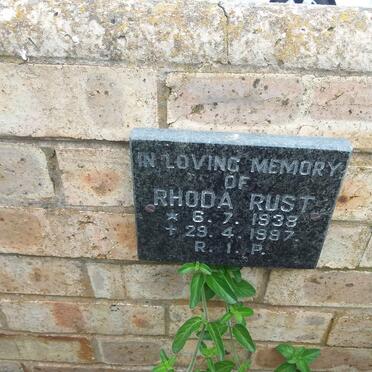 IN LOVING MEMORY
OF
RHODA RUST
* 6.7.1938
+ 29.4.1997
R. I. P.